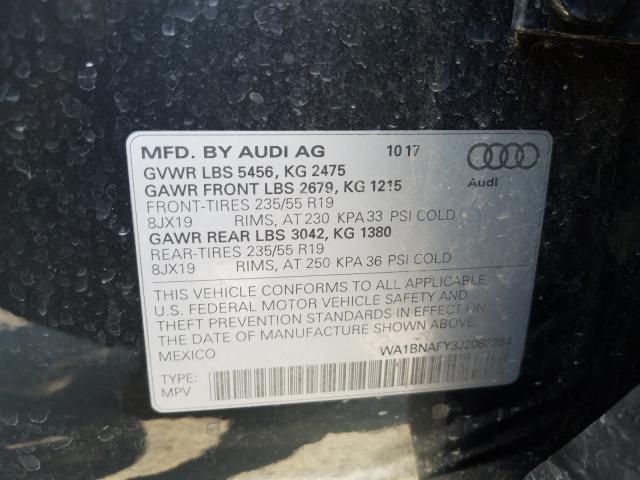 MFD. BY AUDI AG 10 17
GVWR LBS 5456, KG 2475
GAWR FRONT LBS 2679, KG 1215
FRONT-TIRES 235/55 R19
8JX19 RIMS, AT 230 KPA 33 PSI COLD
GAWR REAR LBS 3042, KG 1380
REAR-TIRES 235/55 R19
8JX19 RIMS, AT 250 KPA 36 PSI COLD
Audi
THIS VEHICLE CONFORMS TO ALL APPLICABLE
U.S. FEDERAL MOTOR VEHICLE SAFETY AND
THEFT PREVENTION STANDARDS IN EFFECT ON
THE DATE OF MANUFACTURE SHOWN ABOVE.
MEXICO
WA1BNAFY3J2082254
TYPE:
MPV